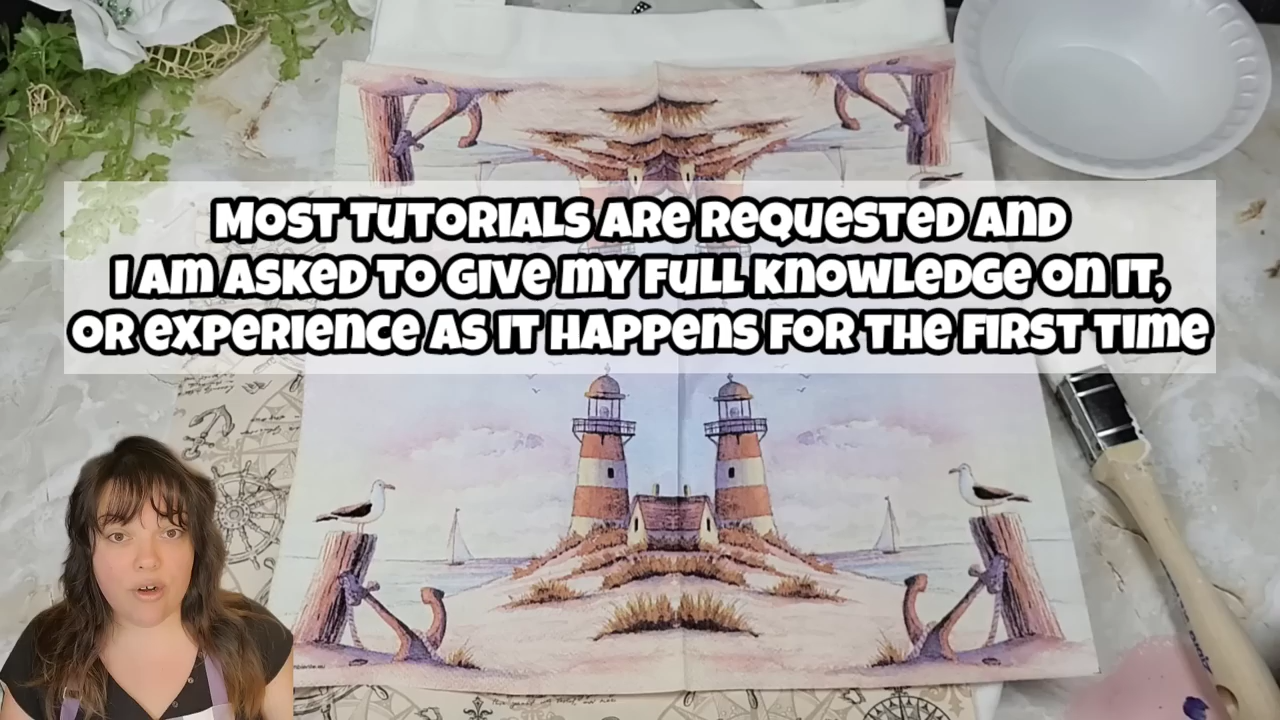 MOST TUTORIALS ARE REQUESTED AND
I AM ASKED TO GIVE MY FULL KNOWLEDGE ON IT,
OR EXPERIENCE AS IT HAPPENS FOR THE FIRST TIME